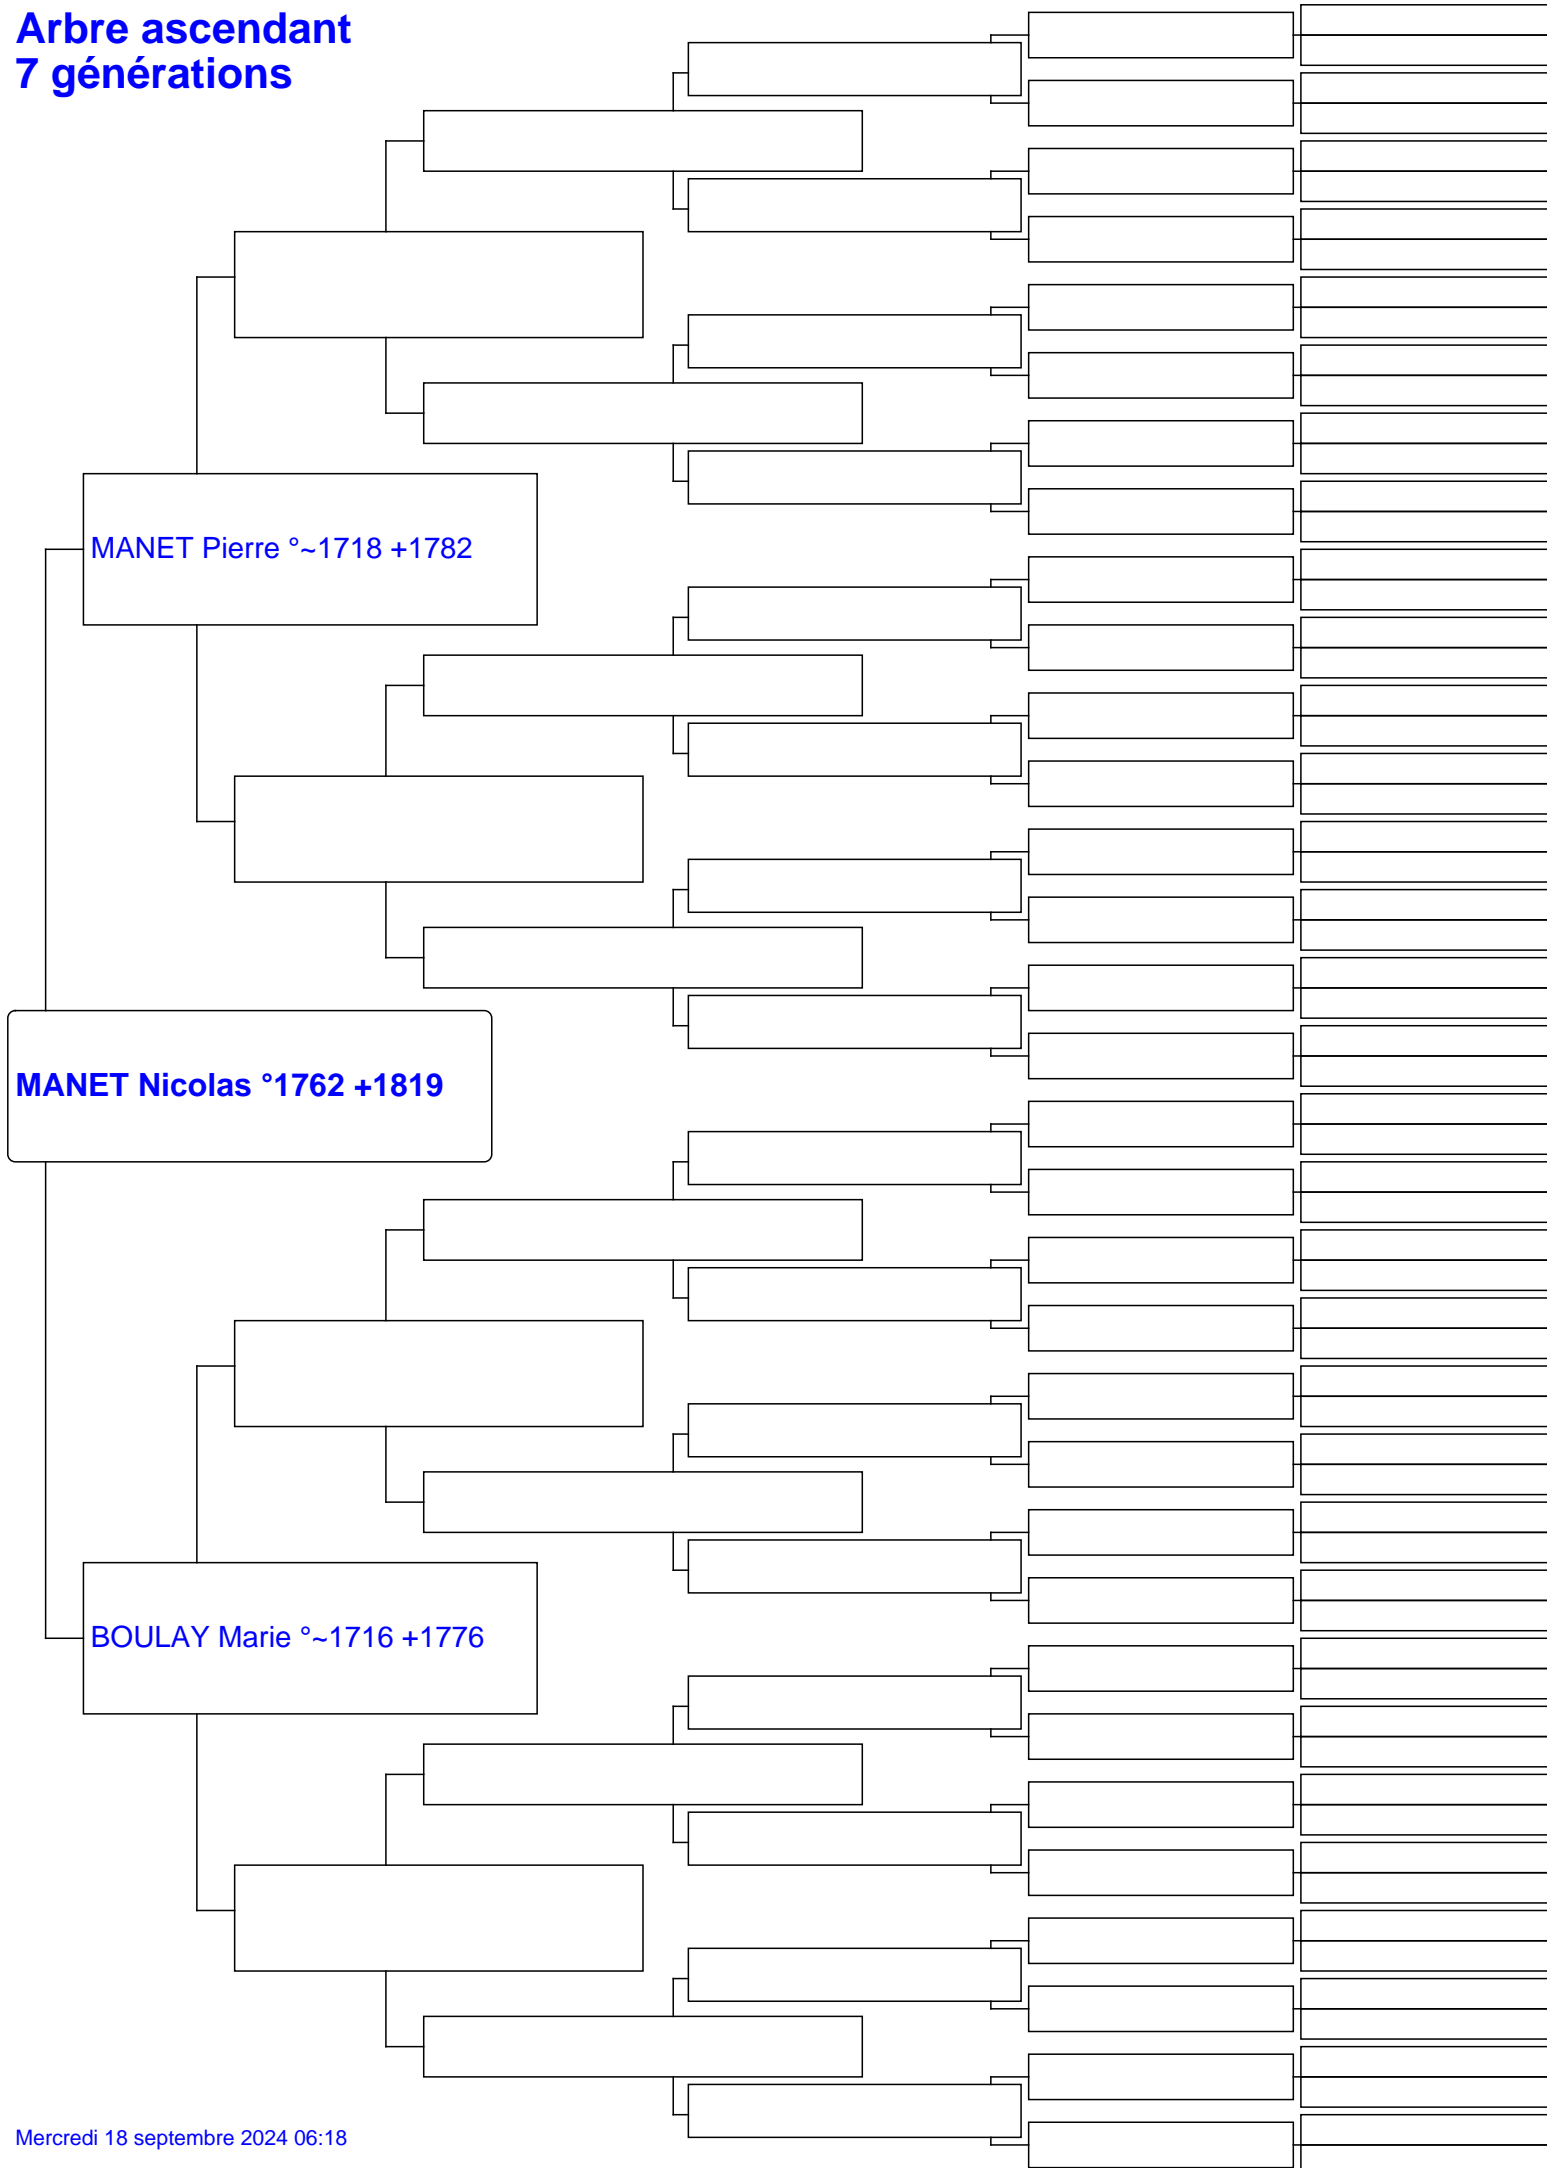 Arbre ascendant
7 générations
MANET Pierre °~1718 +1782
MANET Nicolas °1762 +1819
BOULAY Marie °~1716 +1776
Mercredi 18 septembre 2024 06:18